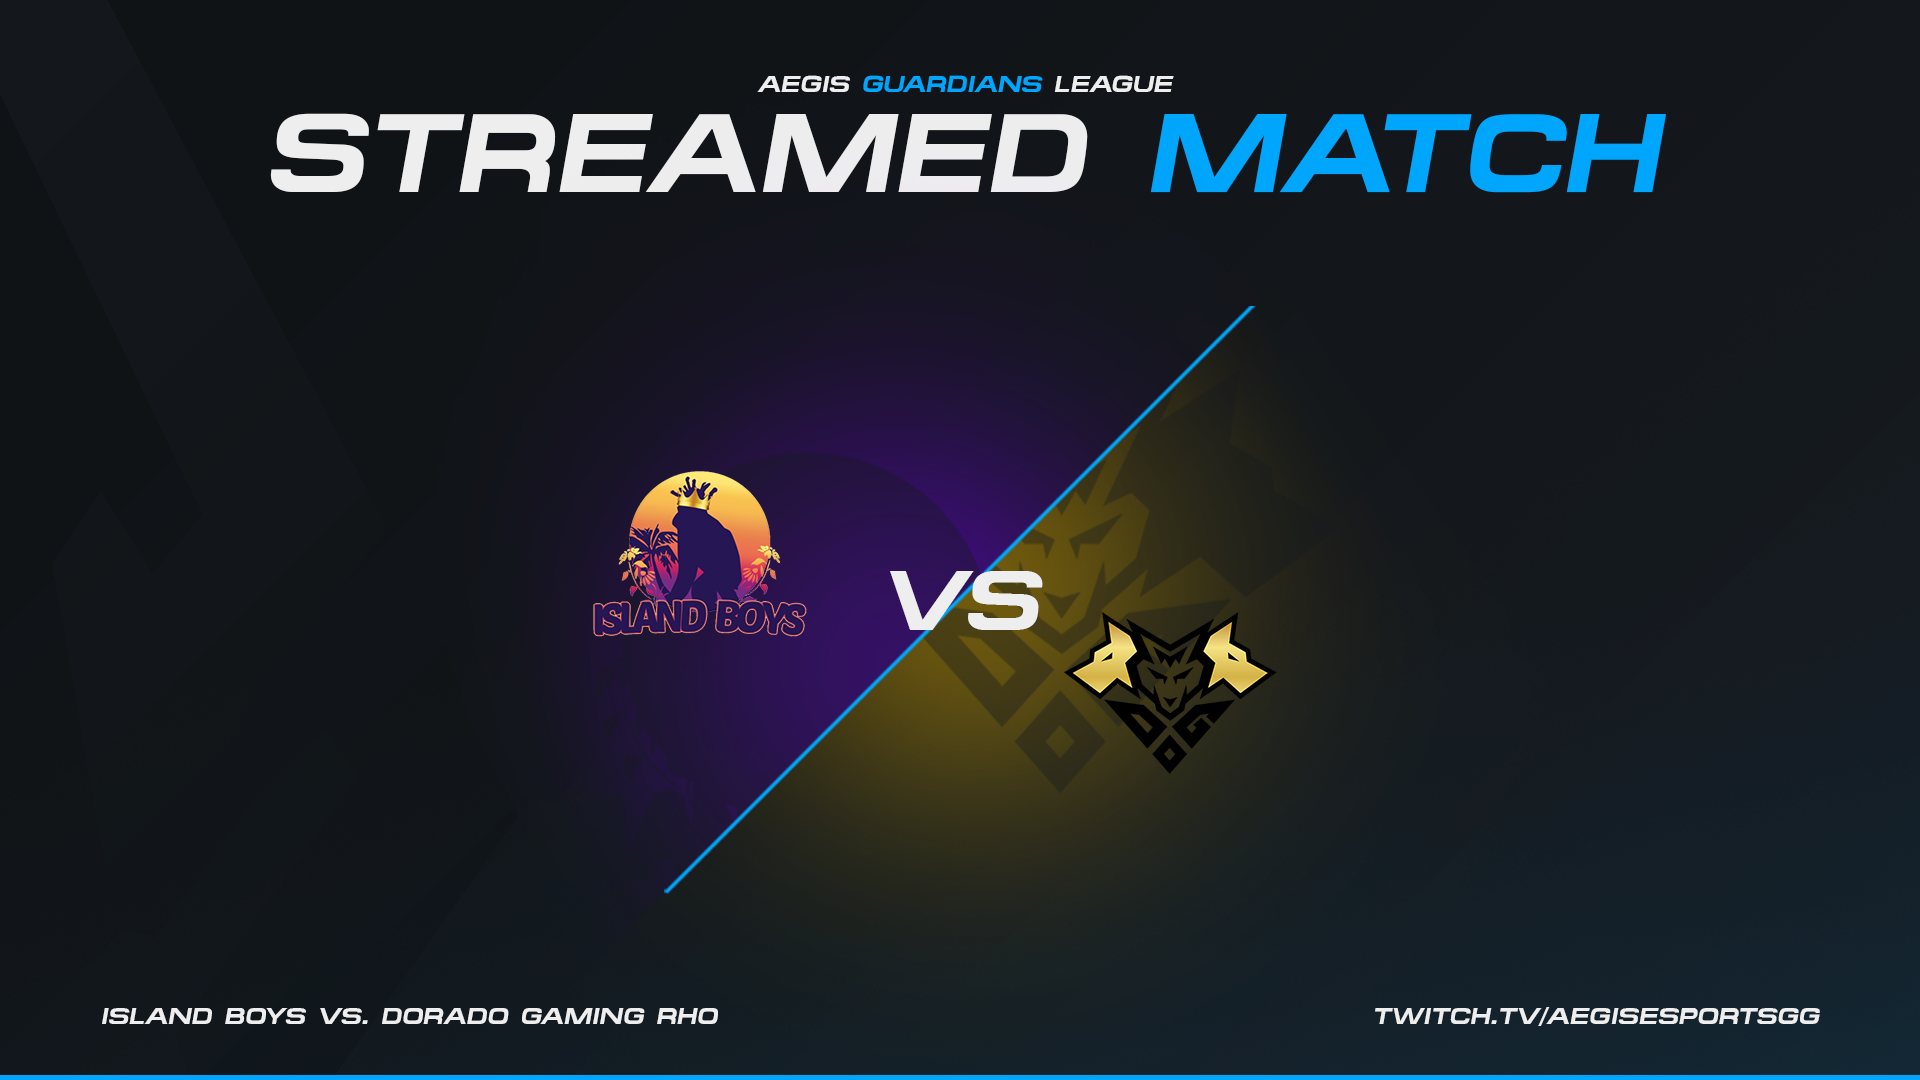 AEGIS GUARDIANS LEAGUE
STREAMED MATCH
ISLAND BOYS
VS
ISLAND BOYS VS. DORADO GAMING RHO
TWITCH.TV/AEGISESPORTSGG